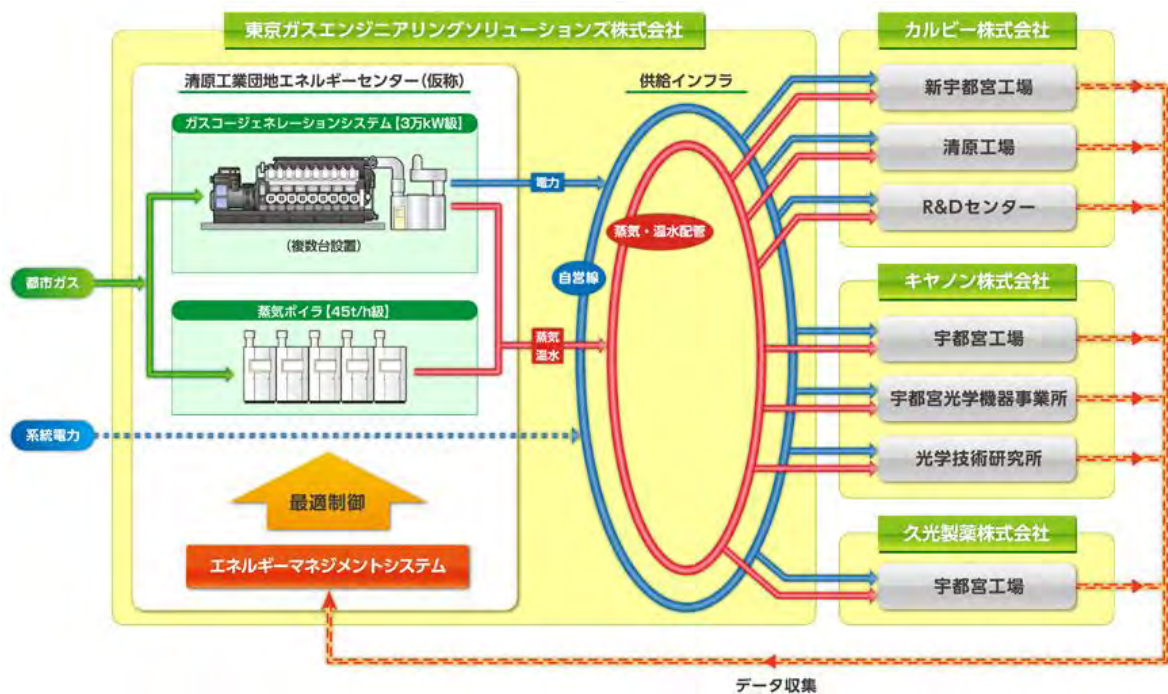 東京ガスエンジニアリングソリューションズ株式会社
清原工業団地エネルギーセンター(仮称)
ガスコージェネレーションシステム【3万kW級】
(複数台設置)
都市ガス
蒸気ボイラ【45t/h級】
系統電力
最適制御
エネルギーマネジメントシステム
供給インフラ
電力
蒸気・温水配管
自営線
蒸気
温水
カルビー株式会社
新宇都宮工場
清原工場
R&Dセンター
キヤノン株式会社
宇都宮工場
宇都宮光学機器事業所
光学技術研究所
久光製薬株式会社
宇都宮工場
データ収集